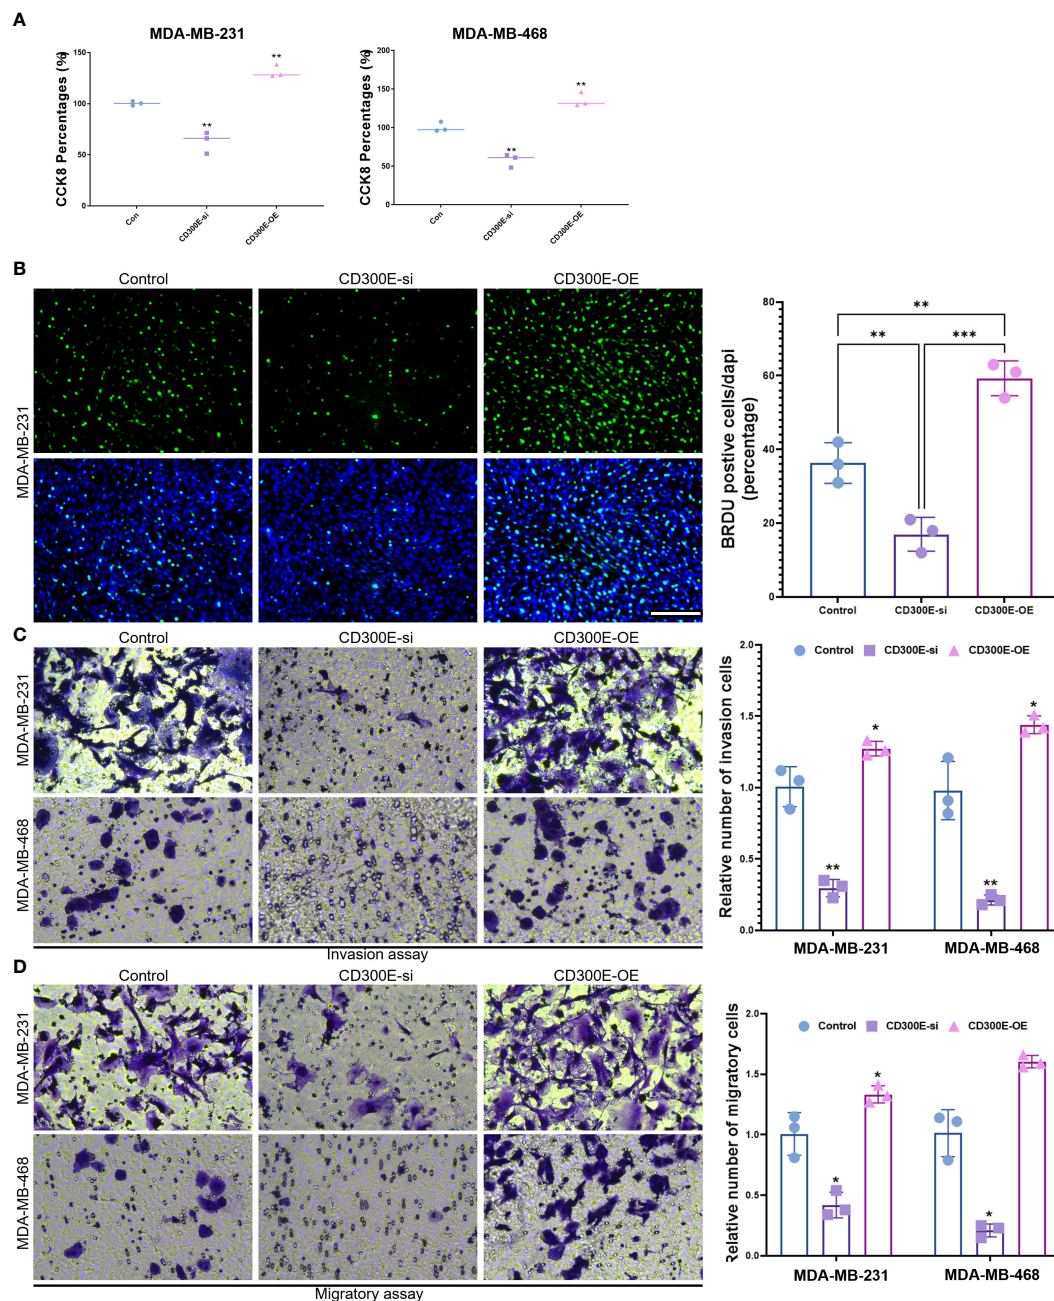 A
MDA-MB-231
CCK8 Percentages (%)
150
100
50
0
**
**
Con
CD300E-si
CD300E-OE
MDA-MB-468
CCK8 Percentages (%)
200
150
100
50
0
**
**
Con
CD300E-si
CD300E-OE
B
Control
CD300E-si
CD300E-OE
MDA-MB-231
BRDU postive cells/dapi
(percentage)
80
60
40
20
0
**
**
***
Control
CD300E-si
CD300E-OE
C
Control
CD300E-si
CD300E-OE
MDA-MB-231
MDA-MB-468
Invasion assay
Relative number of invasion cells
2.0
1.5
1.0
0.5
0.0
Control
CD300E-si
CD300E-OE
**
*
**
*
MDA-MB-231
MDA-MB-468
D
Control
CD300E-si
CD300E-OE
MDA-MB-231
MDA-MB-468
Migratory assay
Relative number of migratory cells
2.0
1.5
1.0
0.5
0.0
Control
CD300E-si
CD300E-OE
*
*
*
MDA-MB-231
MDA-MB-468